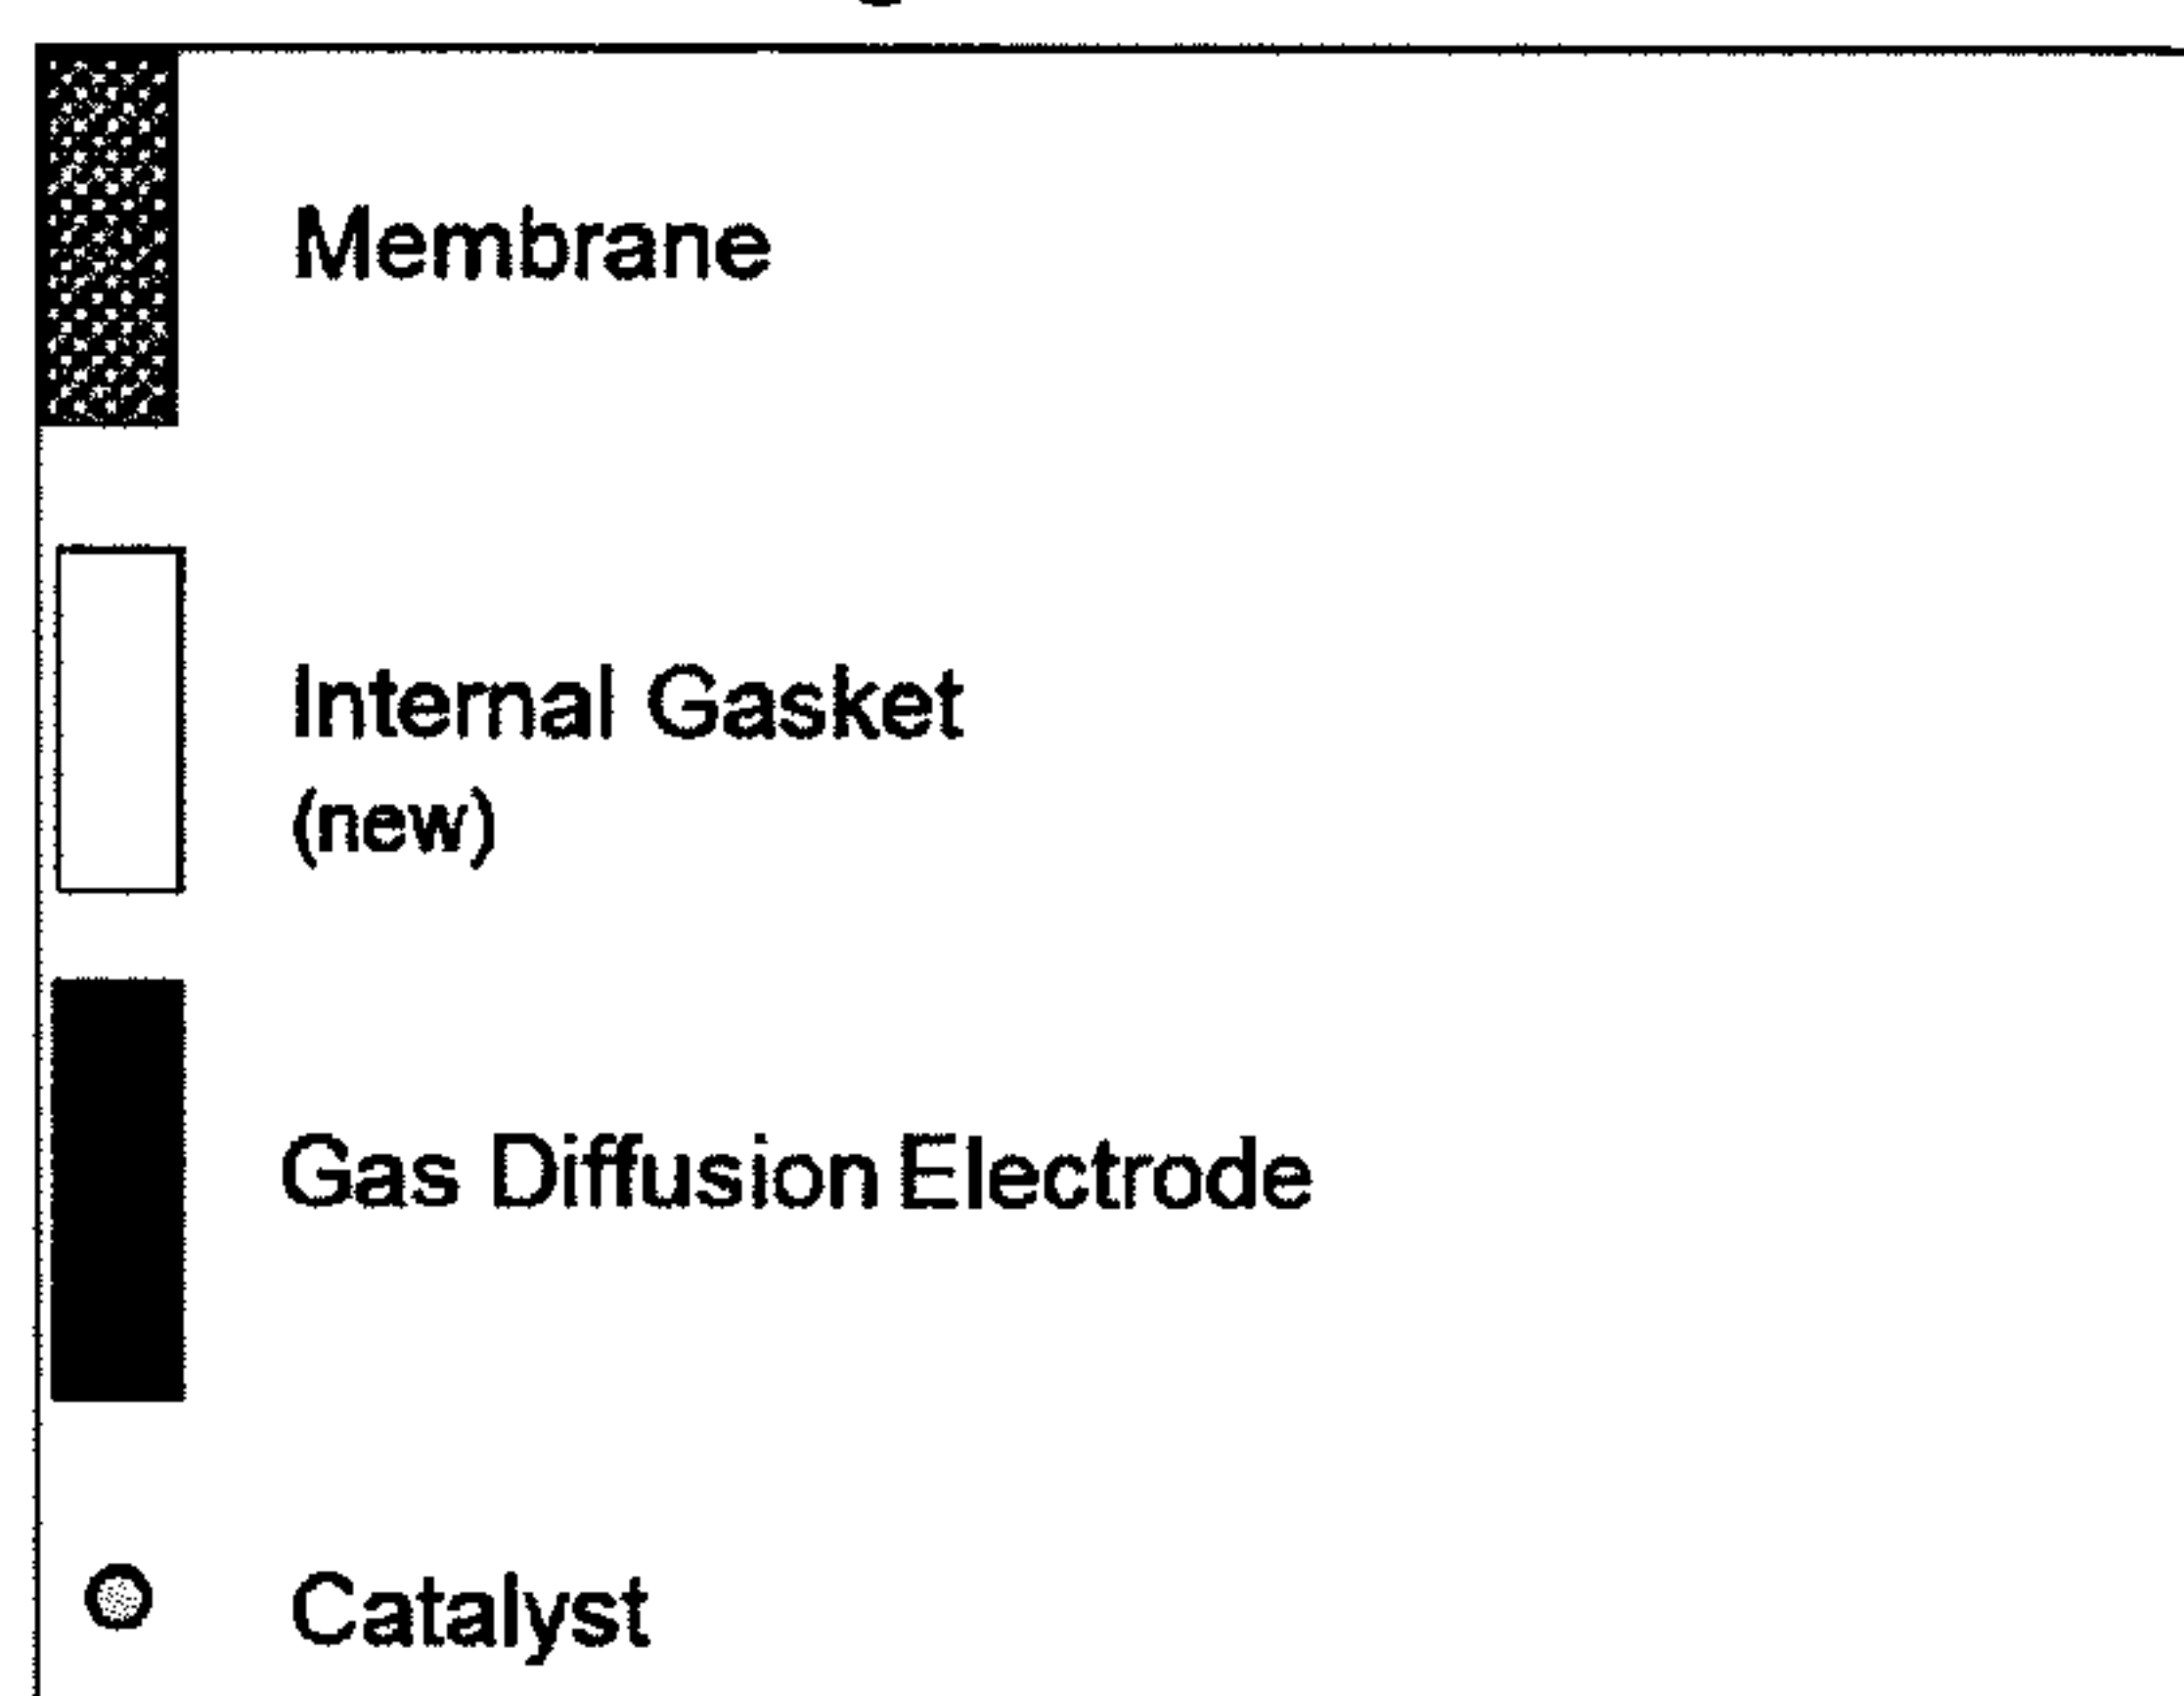 Membrane
Internal Gasket
(new)
Gas Diffusion Electrode
Catalyst